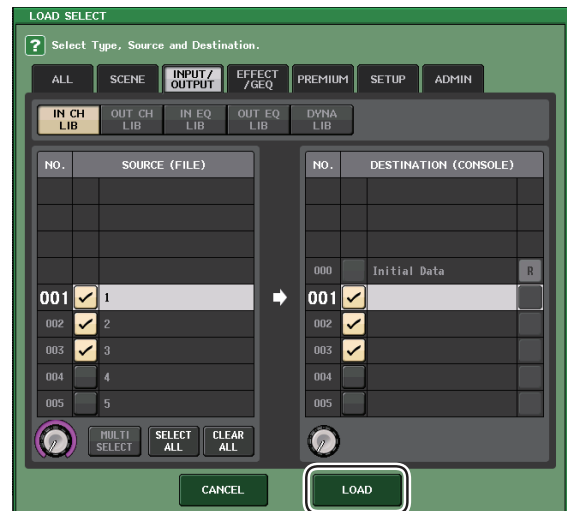 LOAD SELECT
? Select Type, Source and Destination.
ALL SCENE INPUT/OUTPUT EFFECT/GEQ PREMIUM SETUP ADMIN
IN CH LIB OUT CH LIB IN EQ LIB OUT EQ LIB DYNA LIB
NO. SOURCE (FILE) NO. DESTINATION (CONSOLE)
000 Initial Data R
001 1 001
002 2 002
003 3 003
004 4 004
005 5 005
MULTI SELECT SELECT ALL CLEAR ALL
CANCEL LOAD